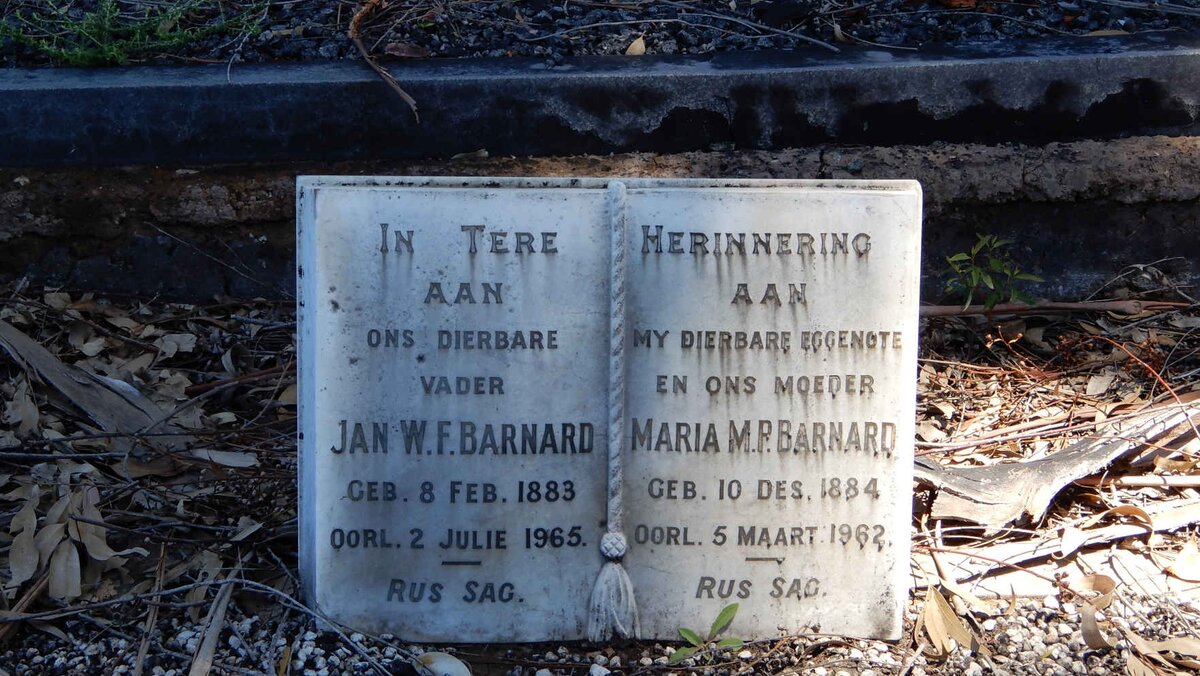 IN TERE HERINNERING
AAN
ONS DIERBARE
VADER
JAN W.F. BARNARD
GEB. 8 FEB. 1883
OORL. 2 JULIE 1965.
RUS SAG.
AAN
MY DIERBARE EGGENOTE
EN ONS MOEDER
MARIA M.P. BARNARD
GEB. 10 DES. 1884
OORL. 5 MAART 1962.
RUS SAG.